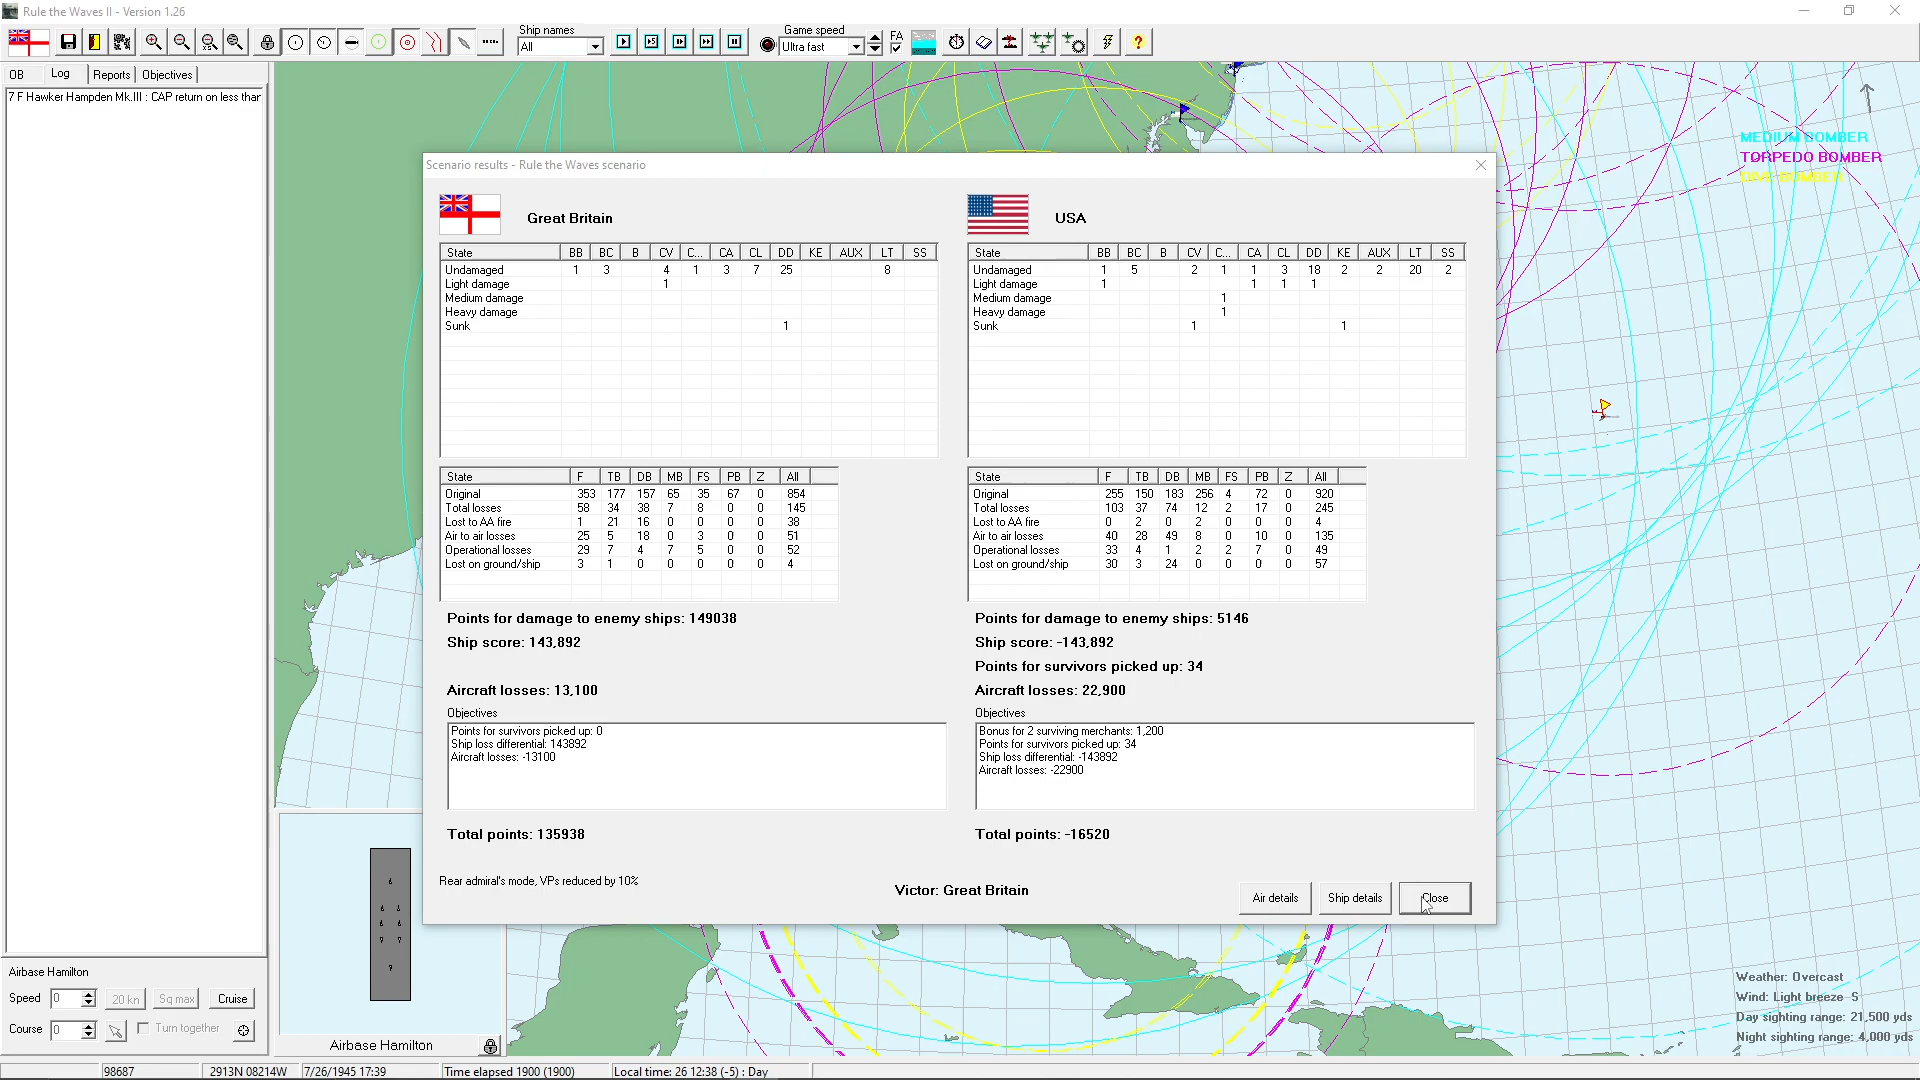 Rule the Waves II - Version 1.26
Ship names
All
Game speed
Ultra fast
FA
OB Log Reports Objectives
7 F Hawker Hampden Mk.III : CAP return on less thar
MEDIUM BOMBER
TORPEDO BOMBER
DIVE BOMBER
Scenario results - Rule the Waves scenario
Great Britain
State BB BC B CV C... CA CL DD KE AUX LT SS
Undamaged 1 3 4 1 3 7 25 8
Light damage 1
Medium damage
Heavy damage
Sunk 1
State F TB DB MB FS PB Z All
Original 353 177 157 65 35 67 0 854
Total losses 58 34 38 7 8 0 0 145
Lost to AA fire 1 21 16 0 0 0 0 38
Air to air losses 25 5 18 0 3 0 0 51
Operational losses 29 7 4 7 5 0 0 52
Lost on ground/ship 3 1 0 0 0 0 0 4
Points for damage to enemy ships: 149038
Ship score: 143,892
Aircraft losses: 13,100
Objectives
Points for survivors picked up: 0
Ship loss differential: 143892
Aircraft losses: -13100
Total points: 135938
USA
State BB BC B CV C... CA CL DD KE AUX LT SS
Undamaged 1 5 2 1 1 3 18 2 2 20 2
Light damage 1 1 1 1
Medium damage 1
Heavy damage 1
Sunk 1 1
State F TB DB MB FS PB Z All
Original 255 150 183 256 4 72 0 920
Total losses 103 37 74 12 2 17 0 245
Lost to AA fire 0 2 0 2 0 0 0 4
Air to air losses 40 28 49 8 0 10 0 135
Operational losses 33 4 1 2 2 7 0 49
Lost on ground/ship 30 3 24 0 0 0 0 57
Points for damage to enemy ships: 5146
Ship score: -143,892
Points for survivors picked up: 34
Aircraft losses: 22,900
Objectives
Bonus for 2 surviving merchants: 1,200
Points for survivors picked up: 34
Ship loss differential: -143892
Aircraft losses: -22900
Total points: -16520
Rear admiral's mode, VPs reduced by 10%
Victor: Great Britain
Air details
Ship details
Close
Airbase Hamilton
Speed 0 20 kn Sq max Cruise
Course 0 Turn together
Airbase Hamilton
Weather: Overcast
Wind: Light breeze S
Day sighting range: 21,500 yds
Night sighting range: 4,000 yds
98687 2913N 08214W 7/26/1945 17:39 Time elapsed 1900 (1900) Local time: 26 12:38 (-5) : Day